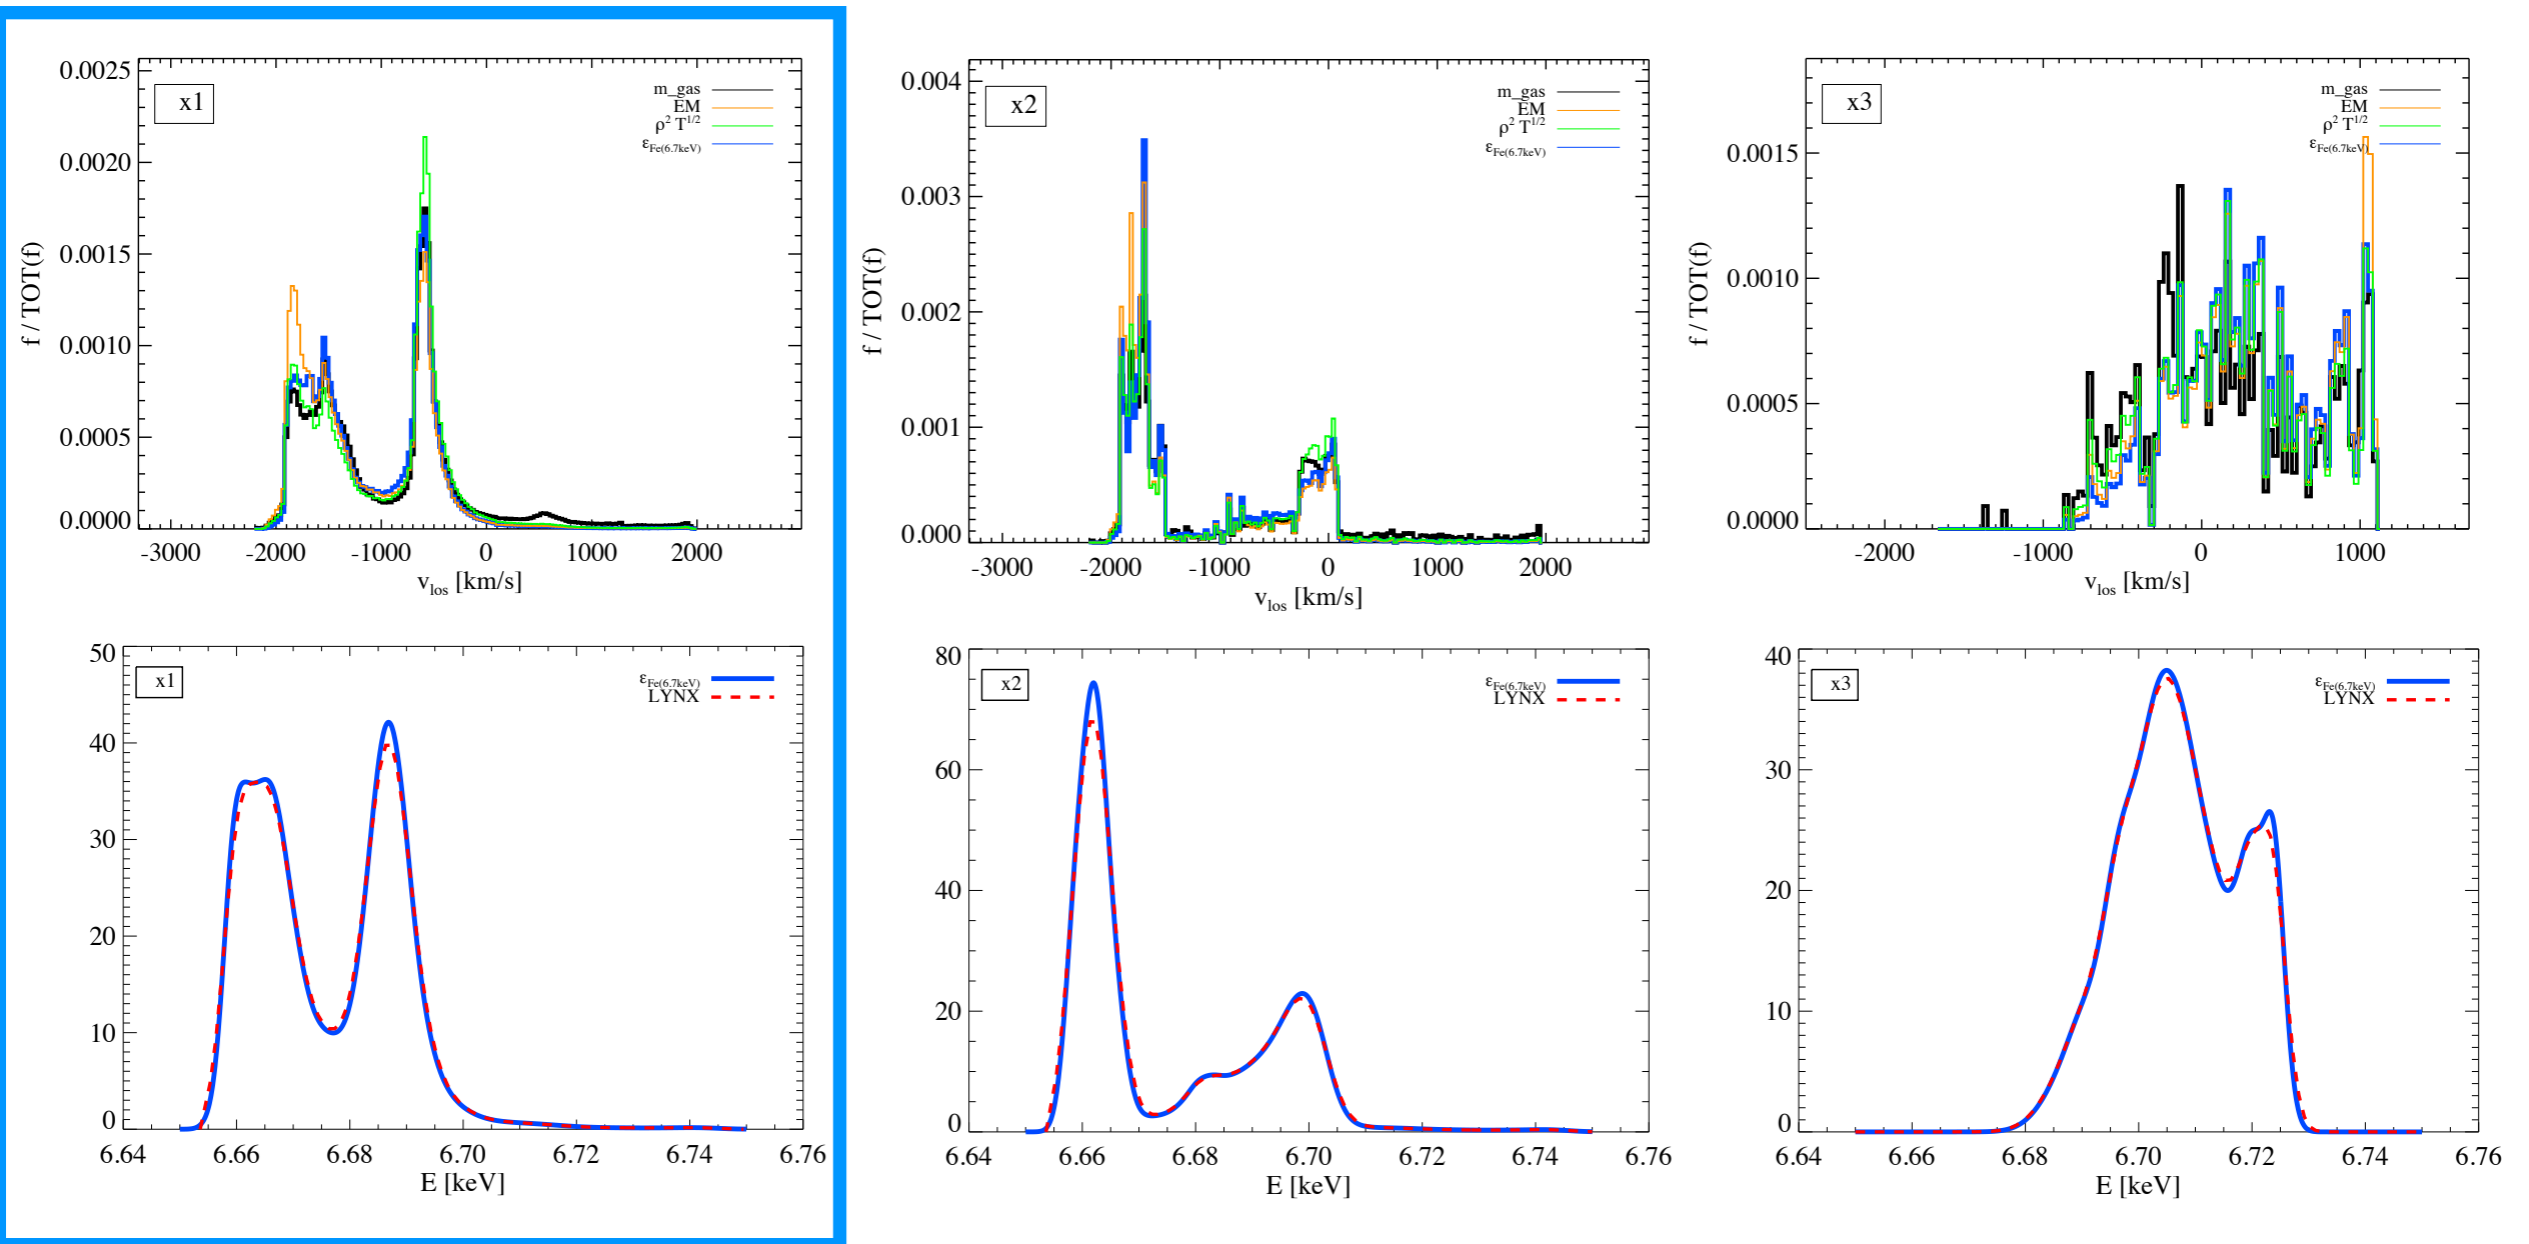 x1
m_gas
EM
ρ² T^1/2
ε_Fe(6.7keV)
0.0025
0.0020
0.0015
0.0010
0.0005
0.0000
f / TOT(f)
-3000 -2000 -1000 0 1000 2000
v_los [km/s]
x2
m_gas
EM
ρ² T^1/2
ε_Fe(6.7keV)
0.004
0.003
0.002
0.001
0.000
f / TOT(f)
-3000 -2000 -1000 0 1000 2000
v_los [km/s]
x3
m_gas
EM
ρ² T^1/2
ε_Fe(6.7keV)
0.0015
0.0010
0.0005
0.0000
f / TOT(f)
-2000 -1000 0 1000
v_los [km/s]
x1
ε_Fe(6.7keV)
LYNX
50
40
30
20
10
0
6.64 6.66 6.68 6.70 6.72 6.74 6.76
E [keV]
x2
ε_Fe(6.7keV)
LYNX
80
60
40
20
0
6.64 6.66 6.68 6.70 6.72 6.74 6.76
E [keV]
x3
ε_Fe(6.7keV)
LYNX
40
30
20
10
0
6.64 6.66 6.68 6.70 6.72 6.74 6.76
E [keV]